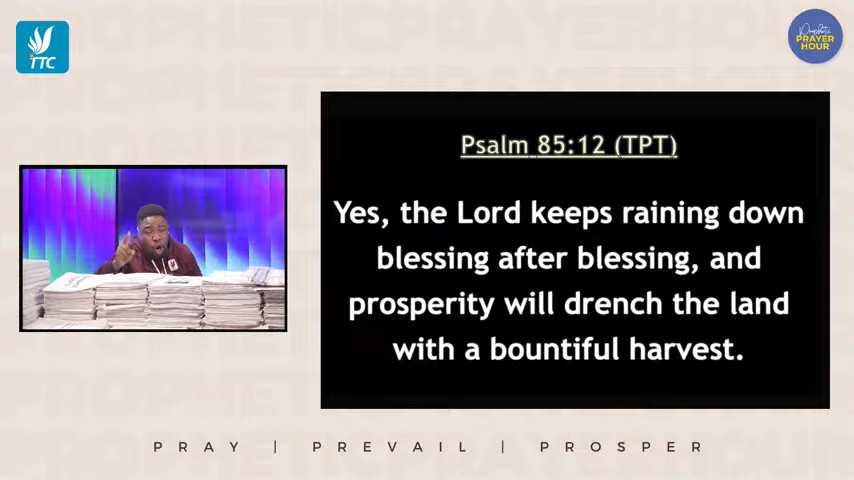 TTC
Prophetic
PRAYER
HOUR
Psalm 85:12 (TPT)
Yes, the Lord keeps raining down
blessing after blessing, and
prosperity will drench the land
with a bountiful harvest.
PRAY | PREVAIL | PROSPER